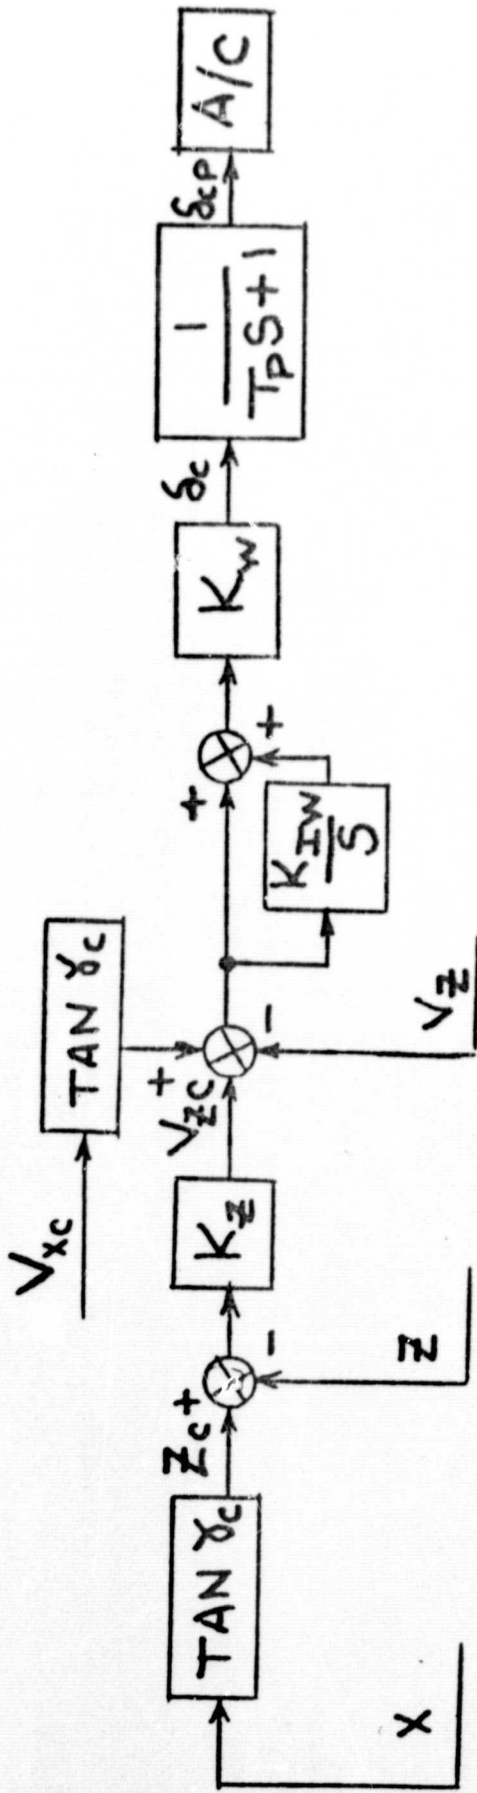 X
TAN γc
Zc +
-
Z
Kz
VXc
TAN γc
VZC +
-
VZ
KIW
S
+
+
Kw
δc
1
TPS+1
δcp
A/C